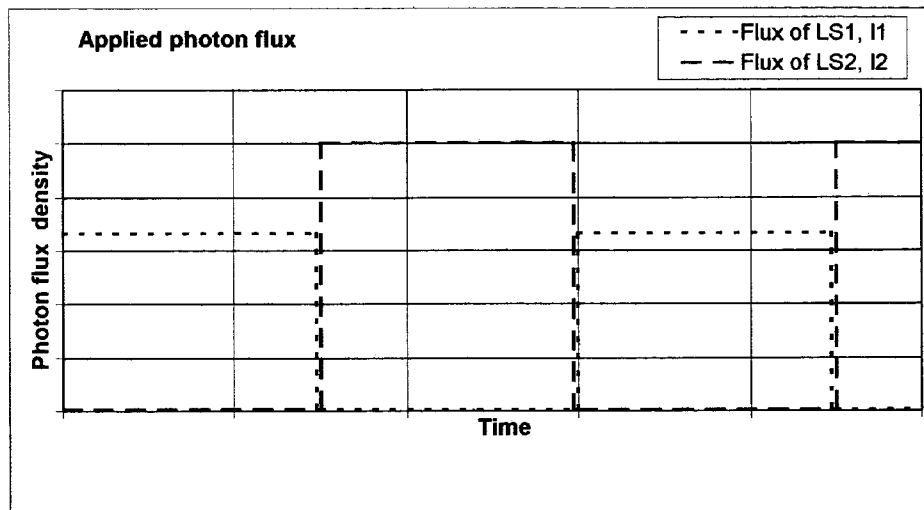 Applied photon flux
Flux of LS1, I1
Flux of LS2, I2
Photon flux density
Time